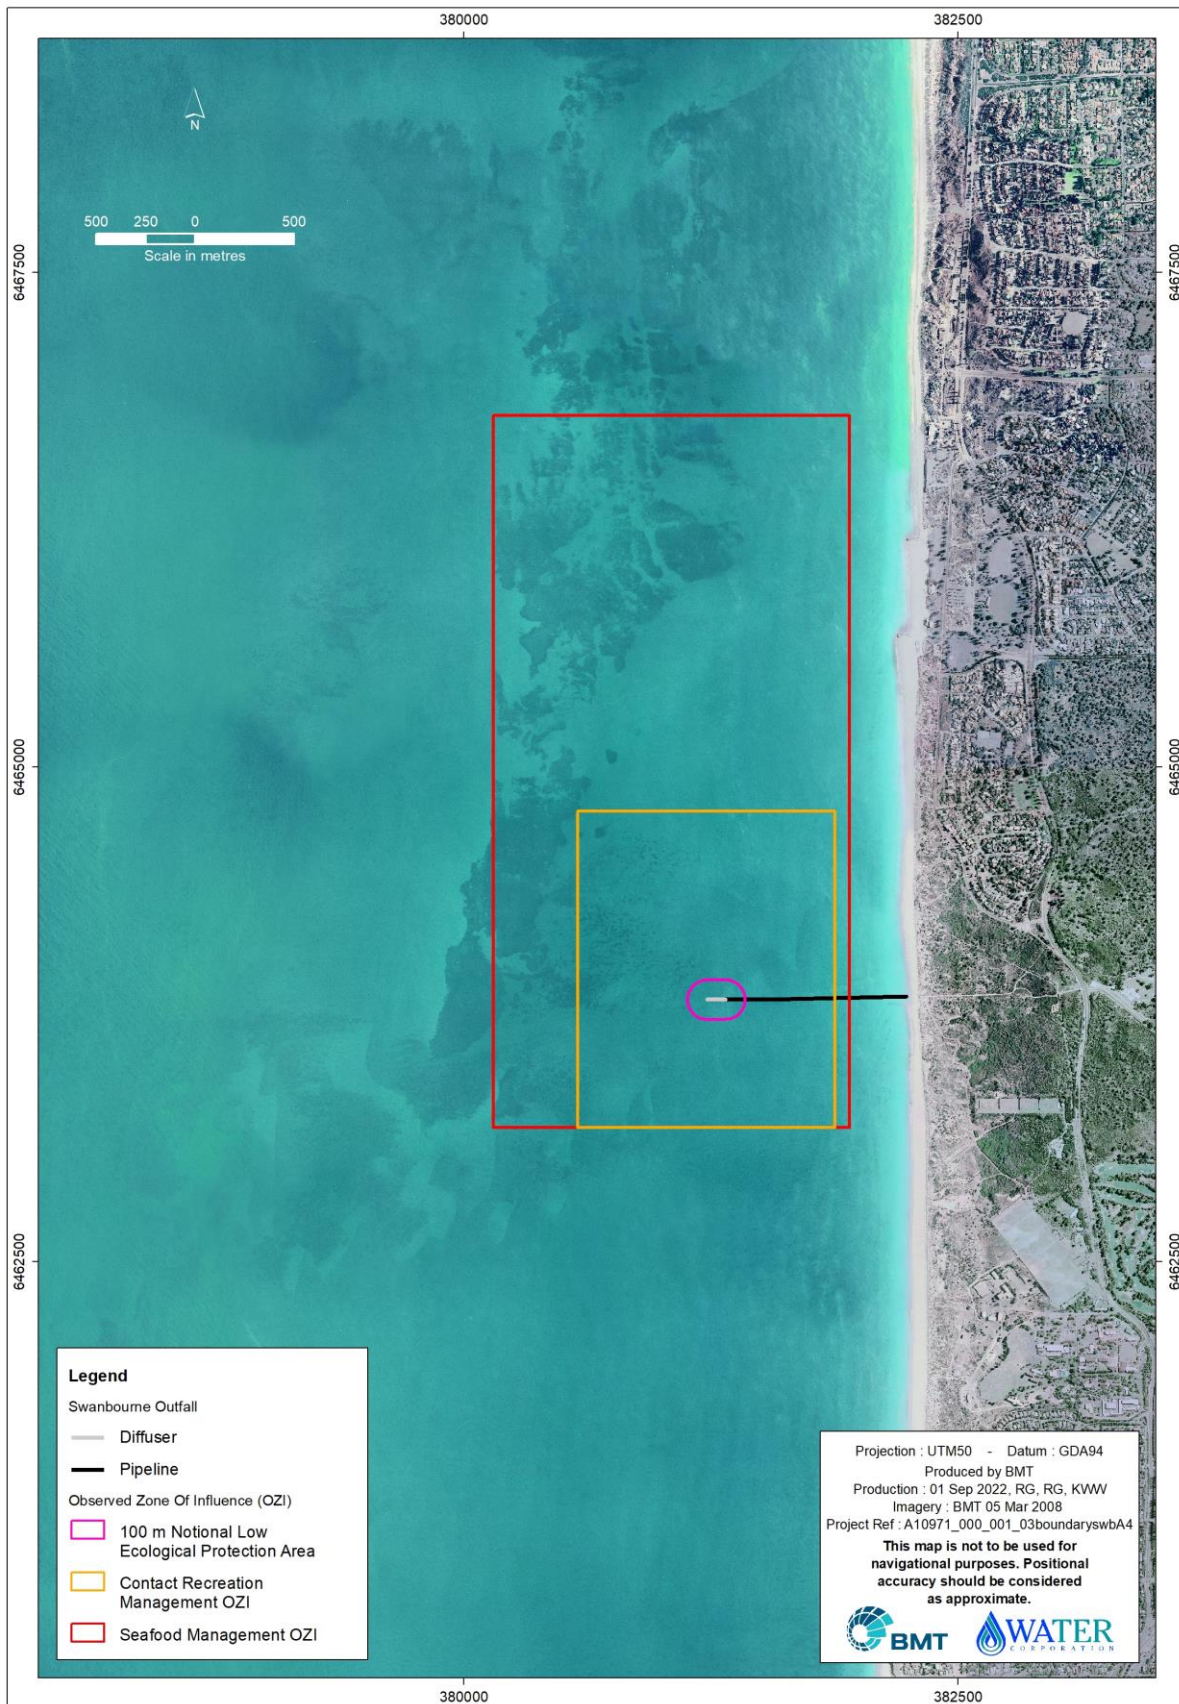 380000
382500
N
500 250 0 500
Scale in metres
6467500
6467500
6465000
6465000
6462500
6462500
Legend
Swanbourne Outfall
Diffuser
Pipeline
Observed Zone Of Influence (OZI)
100 m Notional Low
Ecological Protection Area
Contact Recreation
Management OZI
Seafood Management OZI
Projection : UTM50 - Datum : GDA94
Produced by BMT
Production : 01 Sep 2022, RG, RG, KWW
Imagery : BMT 05 Mar 2008
Project Ref : A10971_000_001_03boundaryswbA4
This map is not to be used for
navigational purposes. Positional
accuracy should be considered
as approximate.
BMT
WATER
CORPORATION
380000
382500